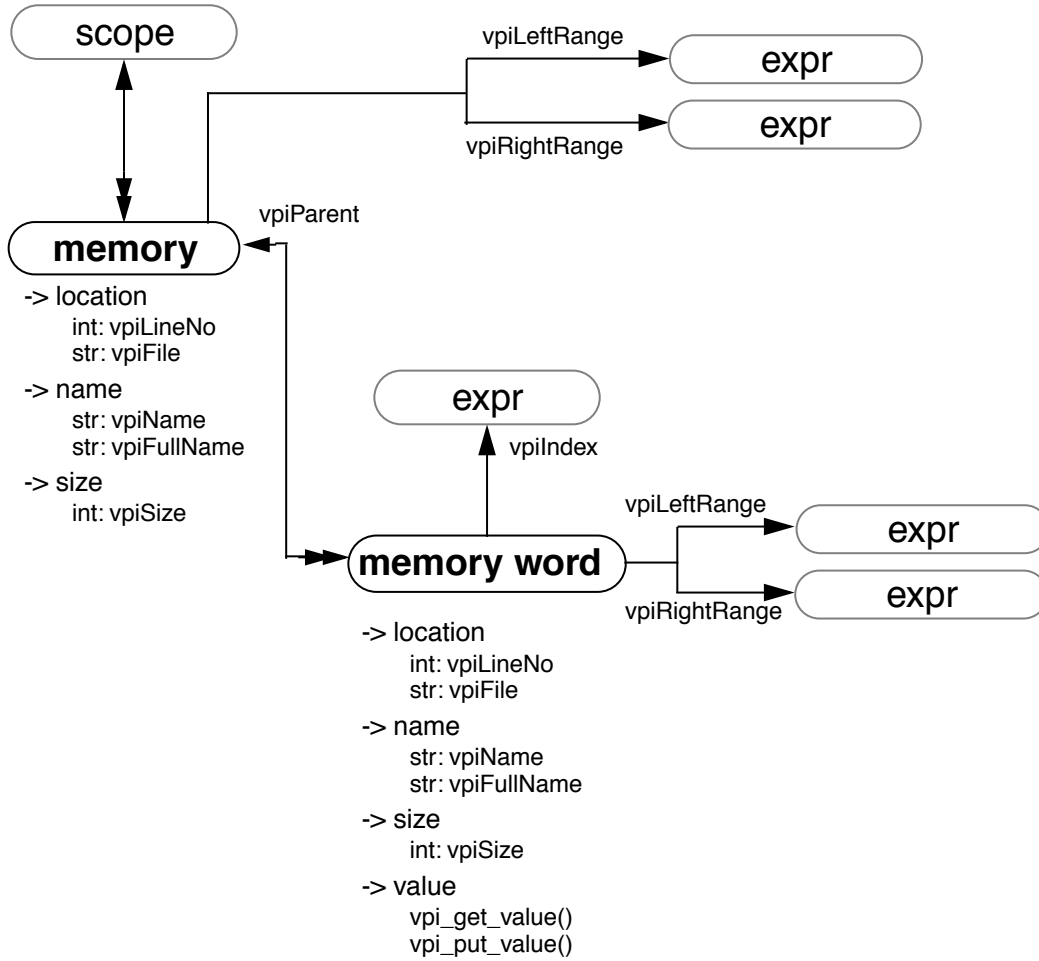 scope
vpiLeftRange
expr
expr
vpiRightRange
vpiParent
memory
-> location
int: vpiLineNo
str: vpiFile
-> name
str: vpiName
str: vpiFullName
-> size
int: vpiSize
expr
vpiIndex
vpiLeftRange
expr
memory word
expr
vpiRightRange
-> location
int: vpiLineNo
str: vpiFile
-> name
str: vpiName
str: vpiFullName
-> size
int: vpiSize
-> value
vpi_get_value()
vpi_put_value()